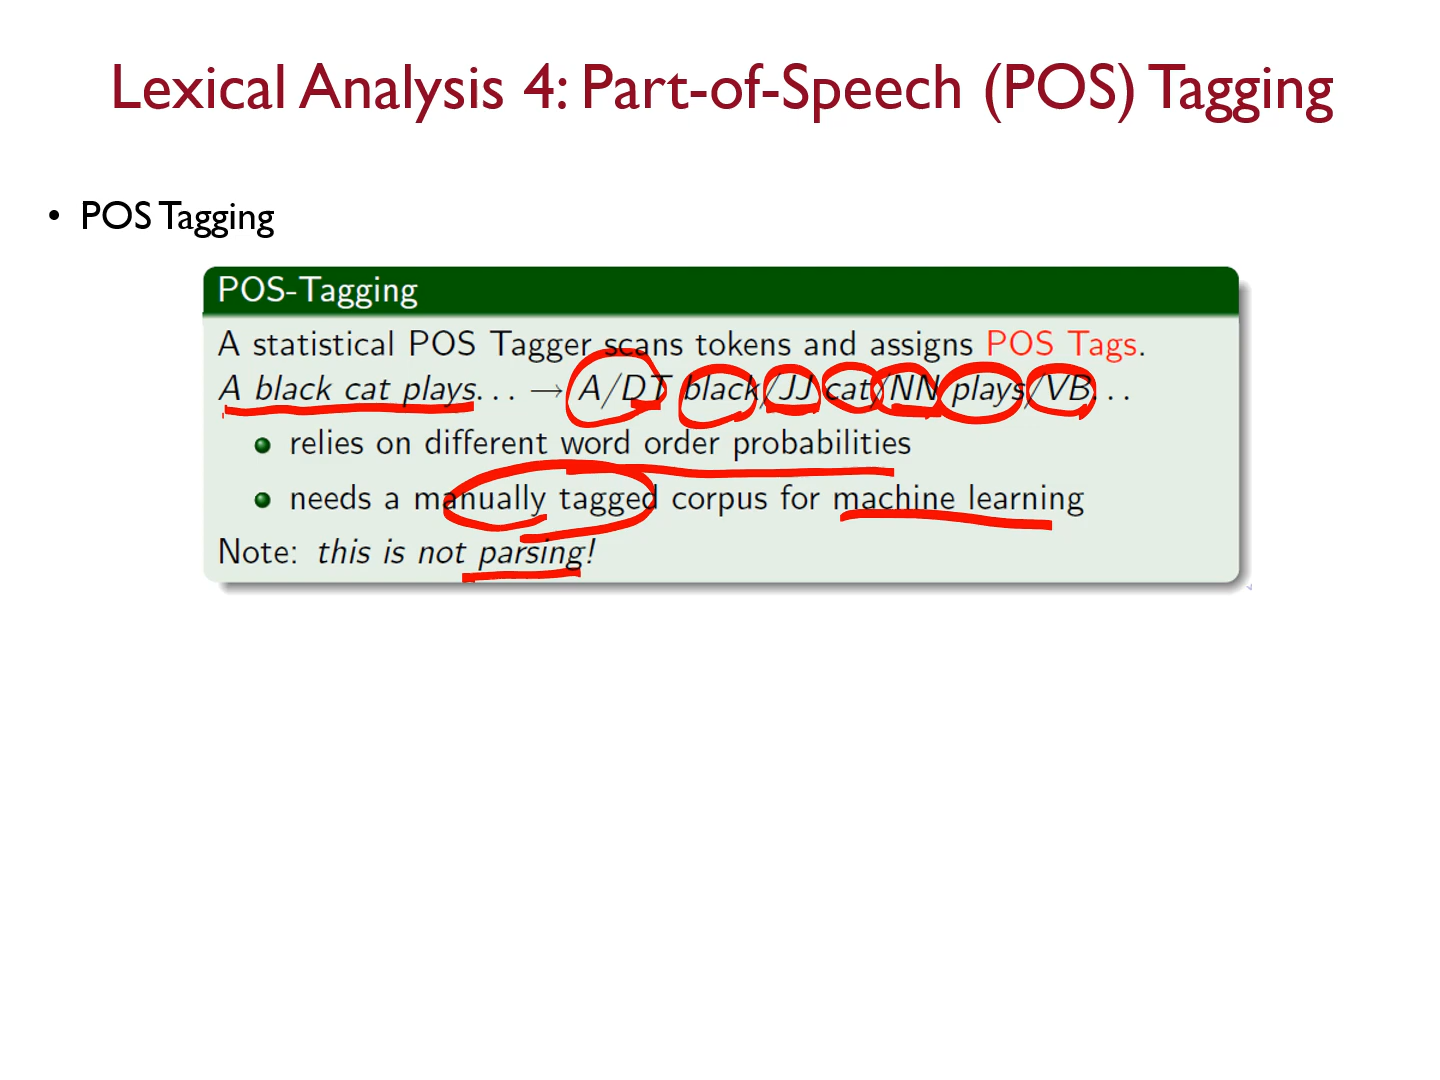 Lexical Analysis 4: Part-of-Speech (POS) Tagging
• POS Tagging
POS-Tagging
A statistical POS Tagger scans tokens and assigns POS Tags.
A black cat plays... → A/DT black/JJ cat/NN plays/VB...
relies on different word order probabilities
needs a manually tagged corpus for machine learning
Note: this is not parsing!